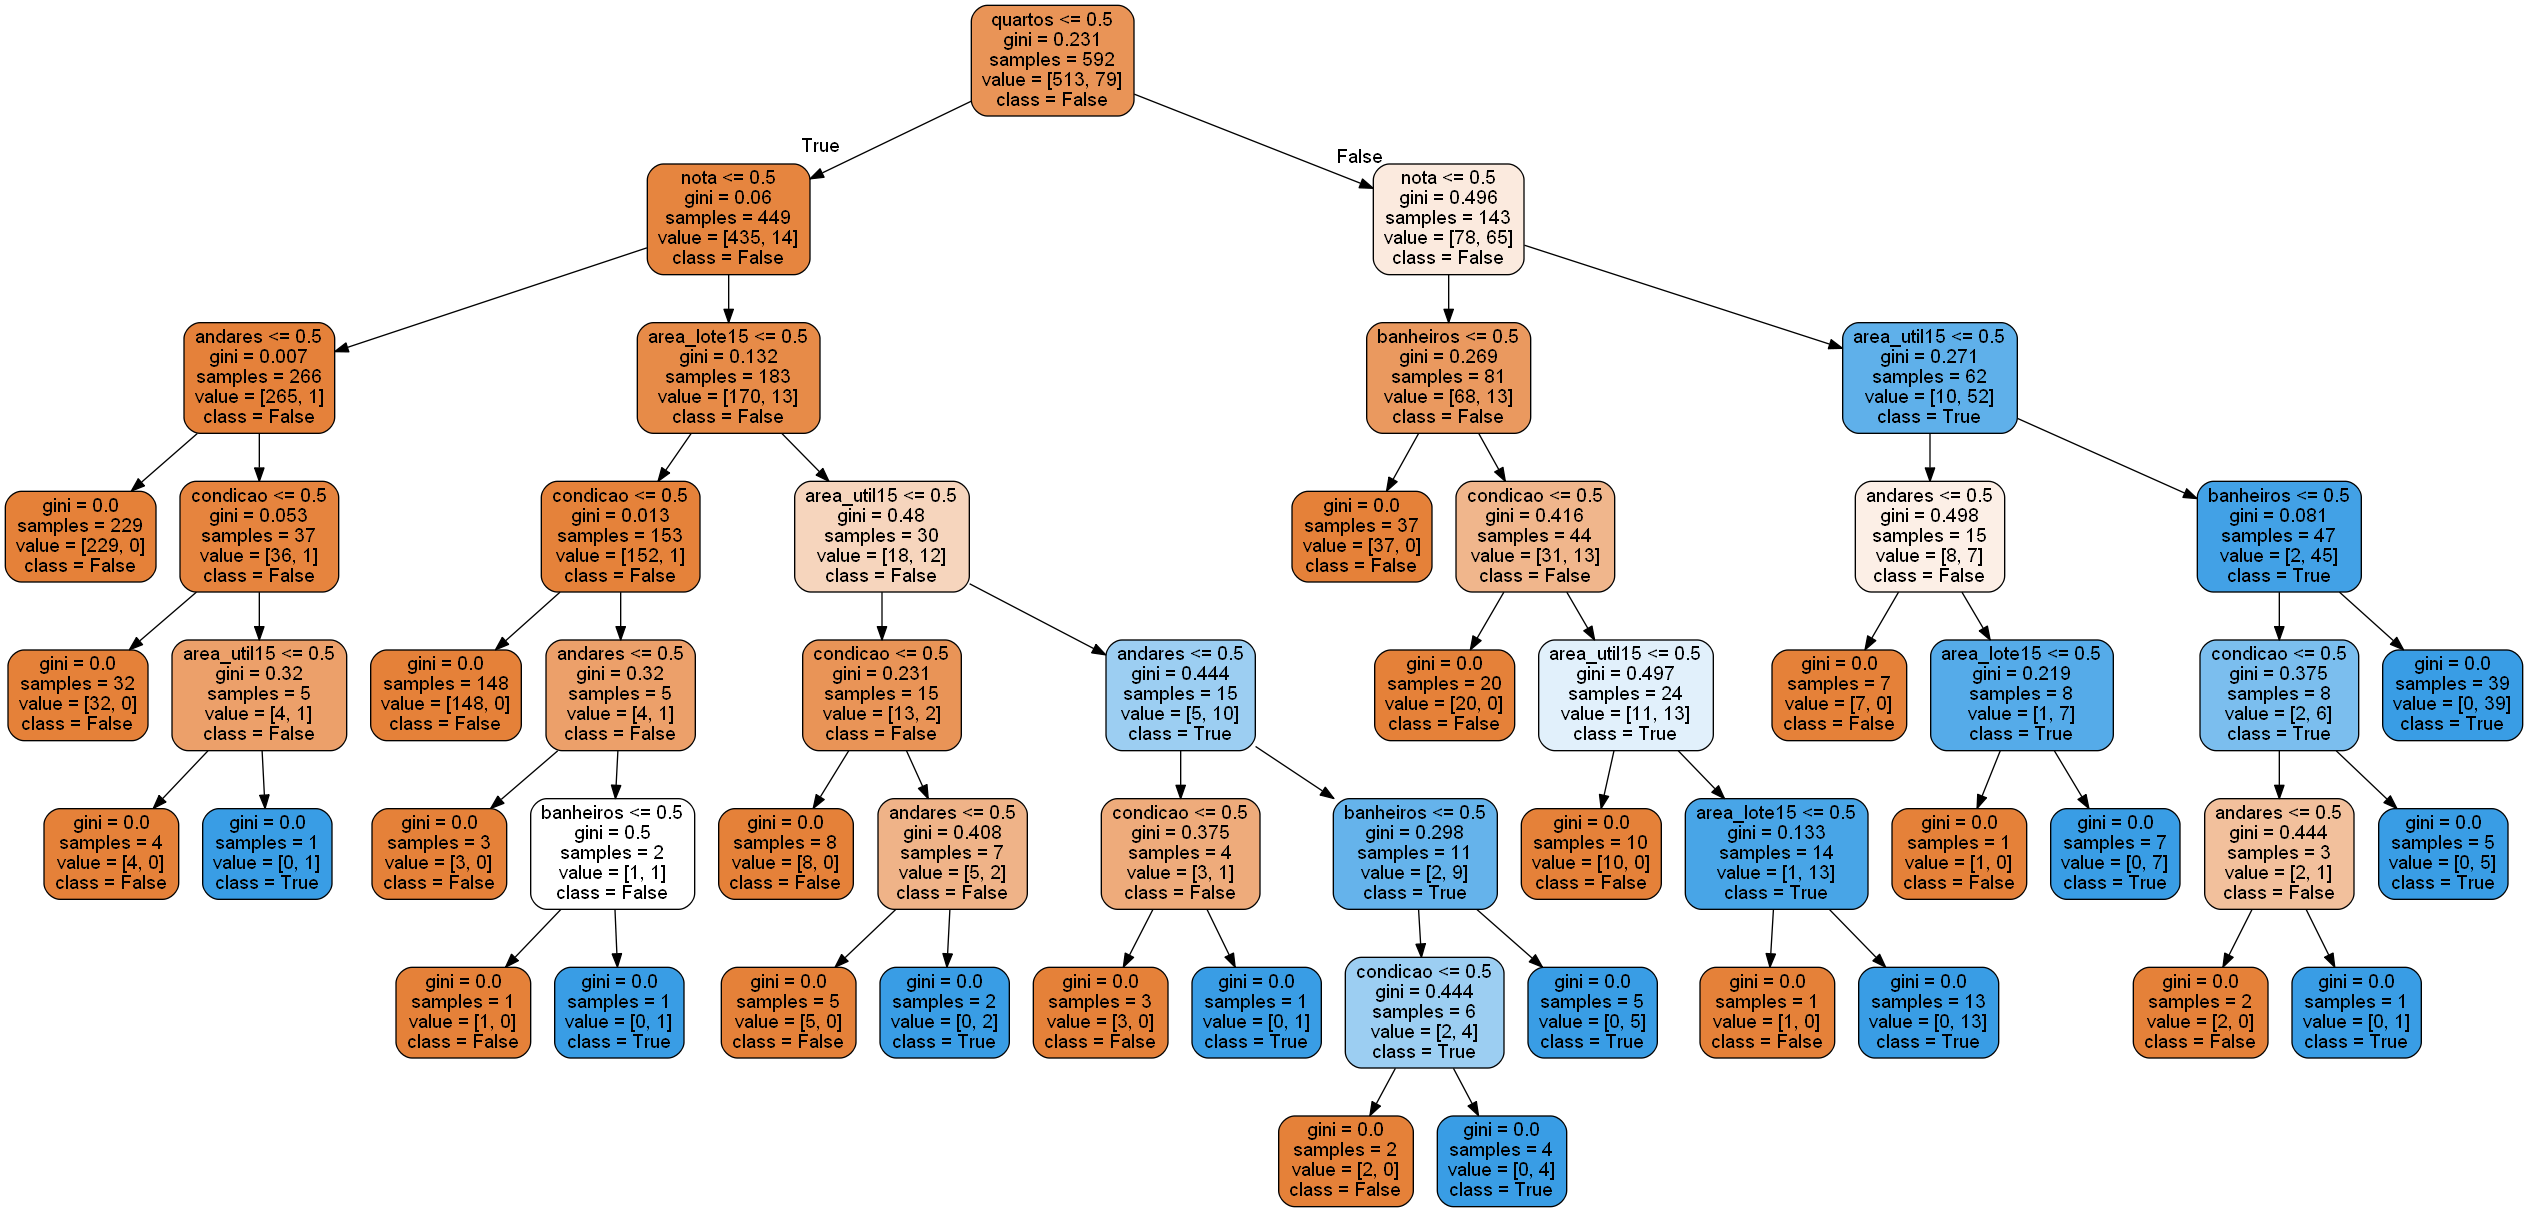 quartos <= 0.5
gini = 0.231
samples = 592
value = [513, 79]
class = False
True
False
nota <= 0.5
gini = 0.06
samples = 449
value = [435, 14]
class = False
nota <= 0.5
gini = 0.496
samples = 143
value = [78, 65]
class = False
andares <= 0.5
gini = 0.007
samples = 266
value = [265, 1]
class = False
area_lote15 <= 0.5
gini = 0.132
samples = 183
value = [170, 13]
class = False
banheiros <= 0.5
gini = 0.269
samples = 81
value = [68, 13]
class = False
area_util15 <= 0.5
gini = 0.271
samples = 62
value = [10, 52]
class = True
gini = 0.0
samples = 229
value = [229, 0]
class = False
condicao <= 0.5
gini = 0.053
samples = 37
value = [36, 1]
class = False
condicao <= 0.5
gini = 0.013
samples = 153
value = [152, 1]
class = False
area_util15 <= 0.5
gini = 0.48
samples = 30
value = [18, 12]
class = False
gini = 0.0
samples = 37
value = [37, 0]
class = False
condicao <= 0.5
gini = 0.416
samples = 44
value = [31, 13]
class = False
andares <= 0.5
gini = 0.498
samples = 15
value = [8, 7]
class = False
banheiros <= 0.5
gini = 0.081
samples = 47
value = [2, 45]
class = True
gini = 0.0
samples = 32
value = [32, 0]
class = False
area_util15 <= 0.5
gini = 0.32
samples = 5
value = [4, 1]
class = False
gini = 0.0
samples = 148
value = [148, 0]
class = False
andares <= 0.5
gini = 0.32
samples = 5
value = [4, 1]
class = False
condicao <= 0.5
gini = 0.231
samples = 15
value = [13, 2]
class = False
andares <= 0.5
gini = 0.444
samples = 15
value = [5, 10]
class = True
gini = 0.0
samples = 20
value = [20, 0]
class = False
area_util15 <= 0.5
gini = 0.497
samples = 24
value = [11, 13]
class = True
gini = 0.0
samples = 7
value = [7, 0]
class = False
area_lote15 <= 0.5
gini = 0.219
samples = 8
value = [1, 7]
class = True
condicao <= 0.5
gini = 0.375
samples = 8
value = [2, 6]
class = True
gini = 0.0
samples = 39
value = [0, 39]
class = True
gini = 0.0
samples = 4
value = [4, 0]
class = False
gini = 0.0
samples = 1
value = [0, 1]
class = True
gini = 0.0
samples = 3
value = [3, 0]
class = False
banheiros <= 0.5
gini = 0.5
samples = 2
value = [1, 1]
class = False
gini = 0.0
samples = 8
value = [8, 0]
class = False
andares <= 0.5
gini = 0.408
samples = 7
value = [5, 2]
class = False
condicao <= 0.5
gini = 0.375
samples = 4
value = [3, 1]
class = False
banheiros <= 0.5
gini = 0.298
samples = 11
value = [2, 9]
class = True
gini = 0.0
samples = 10
value = [10, 0]
class = False
area_lote15 <= 0.5
gini = 0.133
samples = 14
value = [1, 13]
class = True
gini = 0.0
samples = 1
value = [1, 0]
class = False
gini = 0.0
samples = 7
value = [0, 7]
class = True
andares <= 0.5
gini = 0.444
samples = 3
value = [2, 1]
class = False
gini = 0.0
samples = 5
value = [0, 5]
class = True
gini = 0.0
samples = 1
value = [1, 0]
class = False
gini = 0.0
samples = 1
value = [0, 1]
class = True
gini = 0.0
samples = 5
value = [5, 0]
class = False
gini = 0.0
samples = 2
value = [0, 2]
class = True
gini = 0.0
samples = 3
value = [3, 0]
class = False
gini = 0.0
samples = 1
value = [0, 1]
class = True
condicao <= 0.5
gini = 0.444
samples = 6
value = [2, 4]
class = True
gini = 0.0
samples = 5
value = [0, 5]
class = True
gini = 0.0
samples = 1
value = [1, 0]
class = False
gini = 0.0
samples = 13
value = [0, 13]
class = True
gini = 0.0
samples = 2
value = [2, 0]
class = False
gini = 0.0
samples = 1
value = [0, 1]
class = True
gini = 0.0
samples = 2
value = [2, 0]
class = False
gini = 0.0
samples = 4
value = [0, 4]
class = True